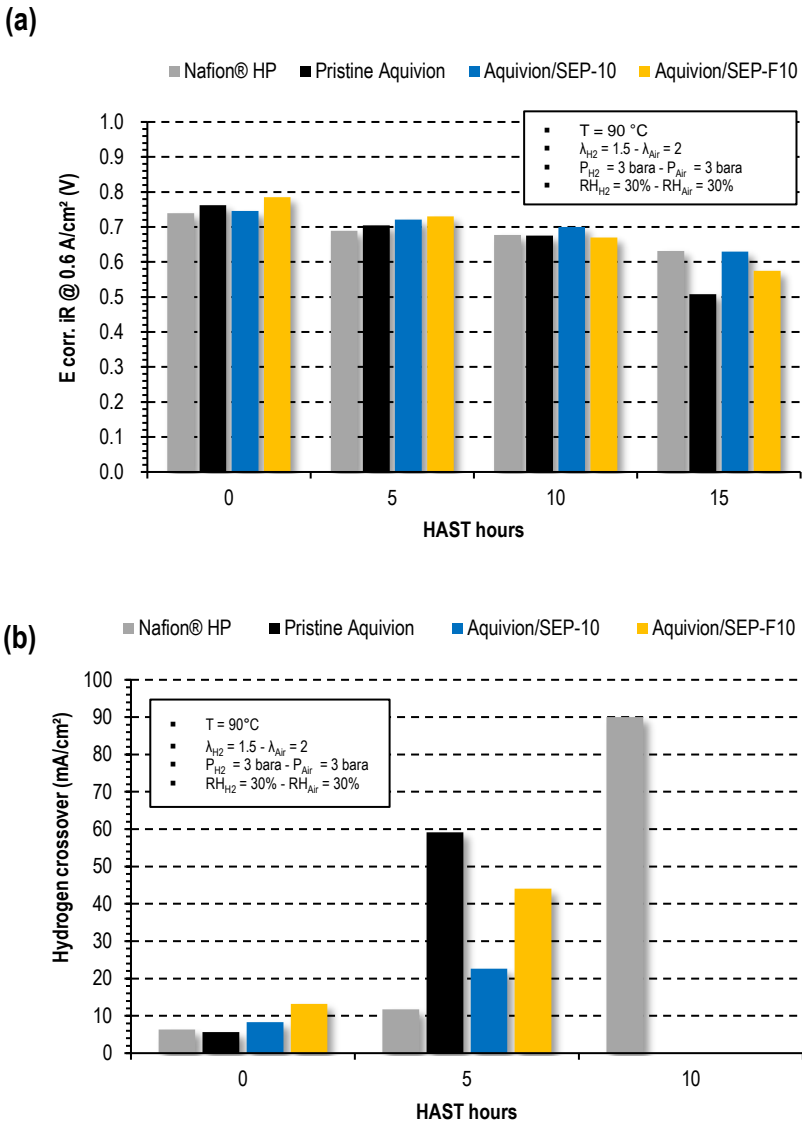 (a)
Nafion® HP Pristine Aquivion Aquivion/SEP-10 Aquivion/SEP-F10
E corr. iR @ 0.6 A/cm² (V)
1.0
0.9
0.8
0.7
0.6
0.5
0.4
0.3
0.2
0.1
0.0
T = 90 °C
λH2 = 1.5 - λAir = 2
PH2 = 3 bara - PAir = 3 bara
RHH2 = 30% - RHAir = 30%
0 5 10 15
HAST hours
(b)
Nafion® HP Pristine Aquivion Aquivion/SEP-10 Aquivion/SEP-F10
Hydrogen crossover (mA/cm²)
100
90
80
70
60
50
40
30
20
10
0
T = 90°C
λH2 = 1.5 - λAir = 2
PH2 = 3 bara - PAir = 3 bara
RHH2 = 30% - RHAir = 30%
0 5 10
HAST hours